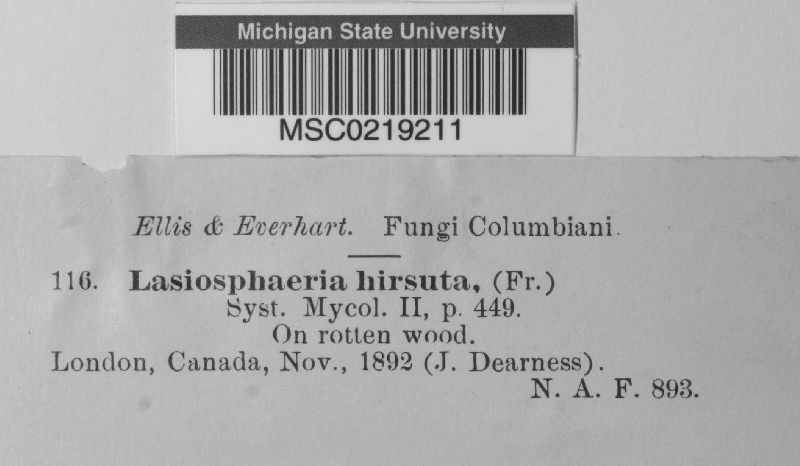 Michigan State University
MSC0219211
Ellis & Everhart. Fungi Columbiani.
116. Lasiosphaeria hirsuta, (Fr.)
Syst. Mycol. II, p. 449.
On rotten wood.
London, Canada, Nov., 1892 (J. Dearness).
N. A. F. 893.